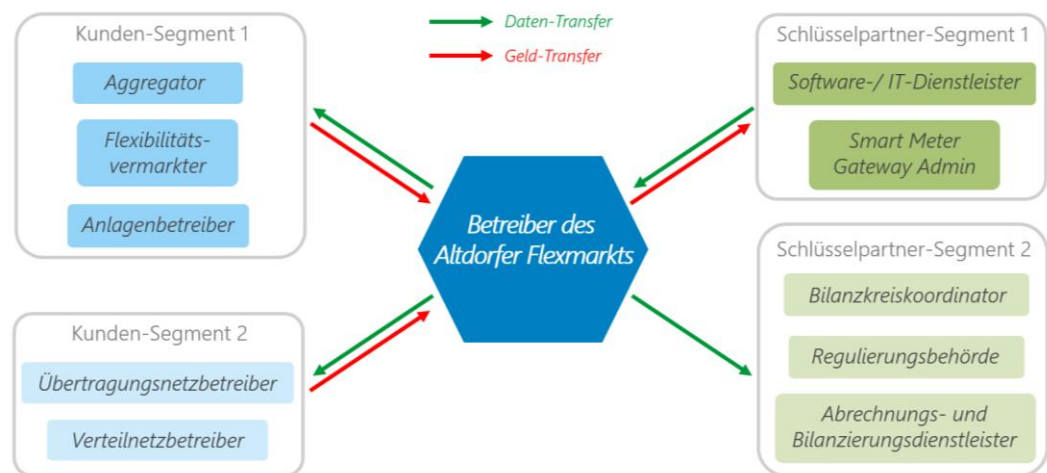 Kunden-Segment 1
Aggregator
Flexibilitäts-
vermarkter
Anlagenbetreiber
Kunden-Segment 2
Übertragungsnetzbetreiber
Verteilnetzbetreiber
Daten-Transfer
Geld-Transfer
Betreiber des
Altdorfer Flexmarkts
Schlüsselpartner-Segment 1
Software-/ IT-Dienstleister
Smart Meter
Gateway Admin
Schlüsselpartner-Segment 2
Bilanzkreiskoordinator
Regulierungsbehörde
Abrechnungs- und
Bilanzierungsdienstleister